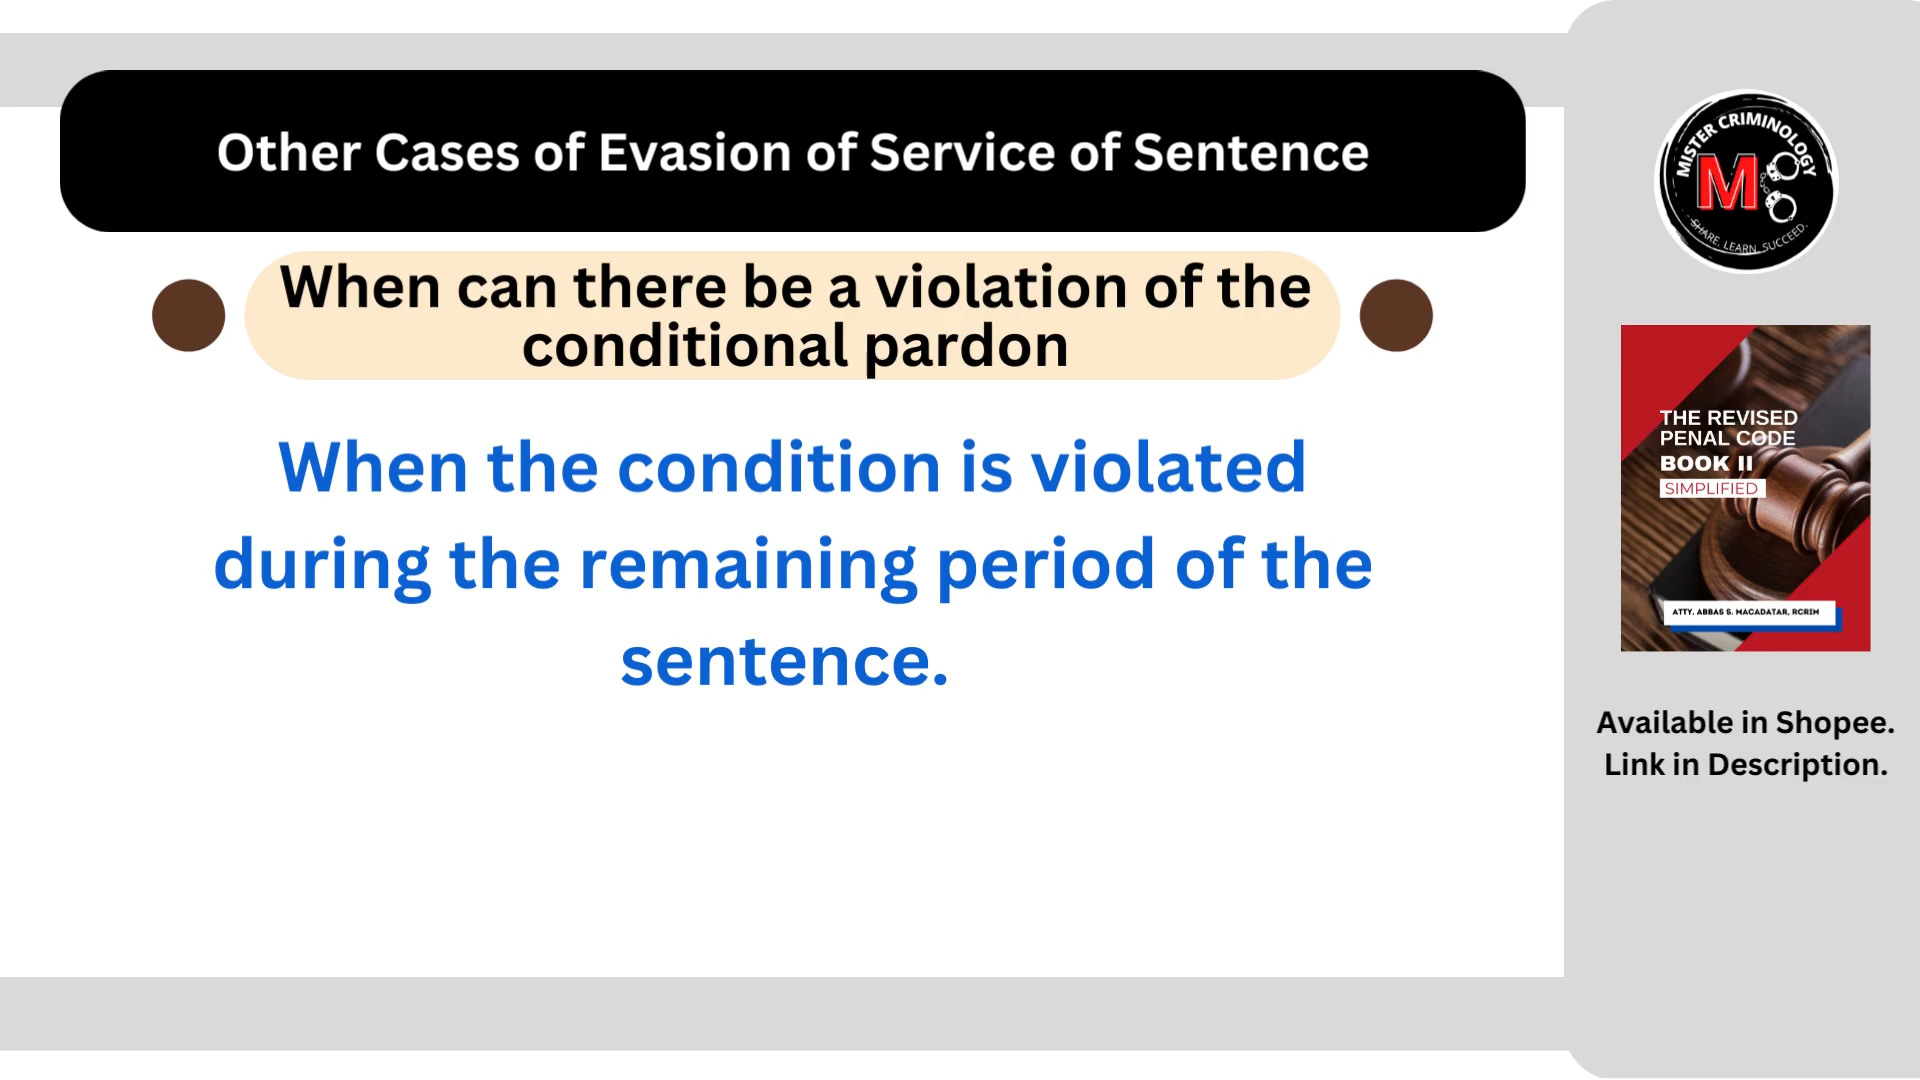 Other Cases of Evasion of Service of Sentence
When can there be a violation of the
conditional pardon
When the condition is violated
during the remaining period of the
sentence.
MISTER CRIMINOLOGY
M
SHARE. LEARN. SUCCEED.
THE REVISED
PENAL CODE
BOOK II
SIMPLIFIED
ATTY. ABBAS S. MACADATAR, RCRIM
Available in Shopee.
Link in Description.